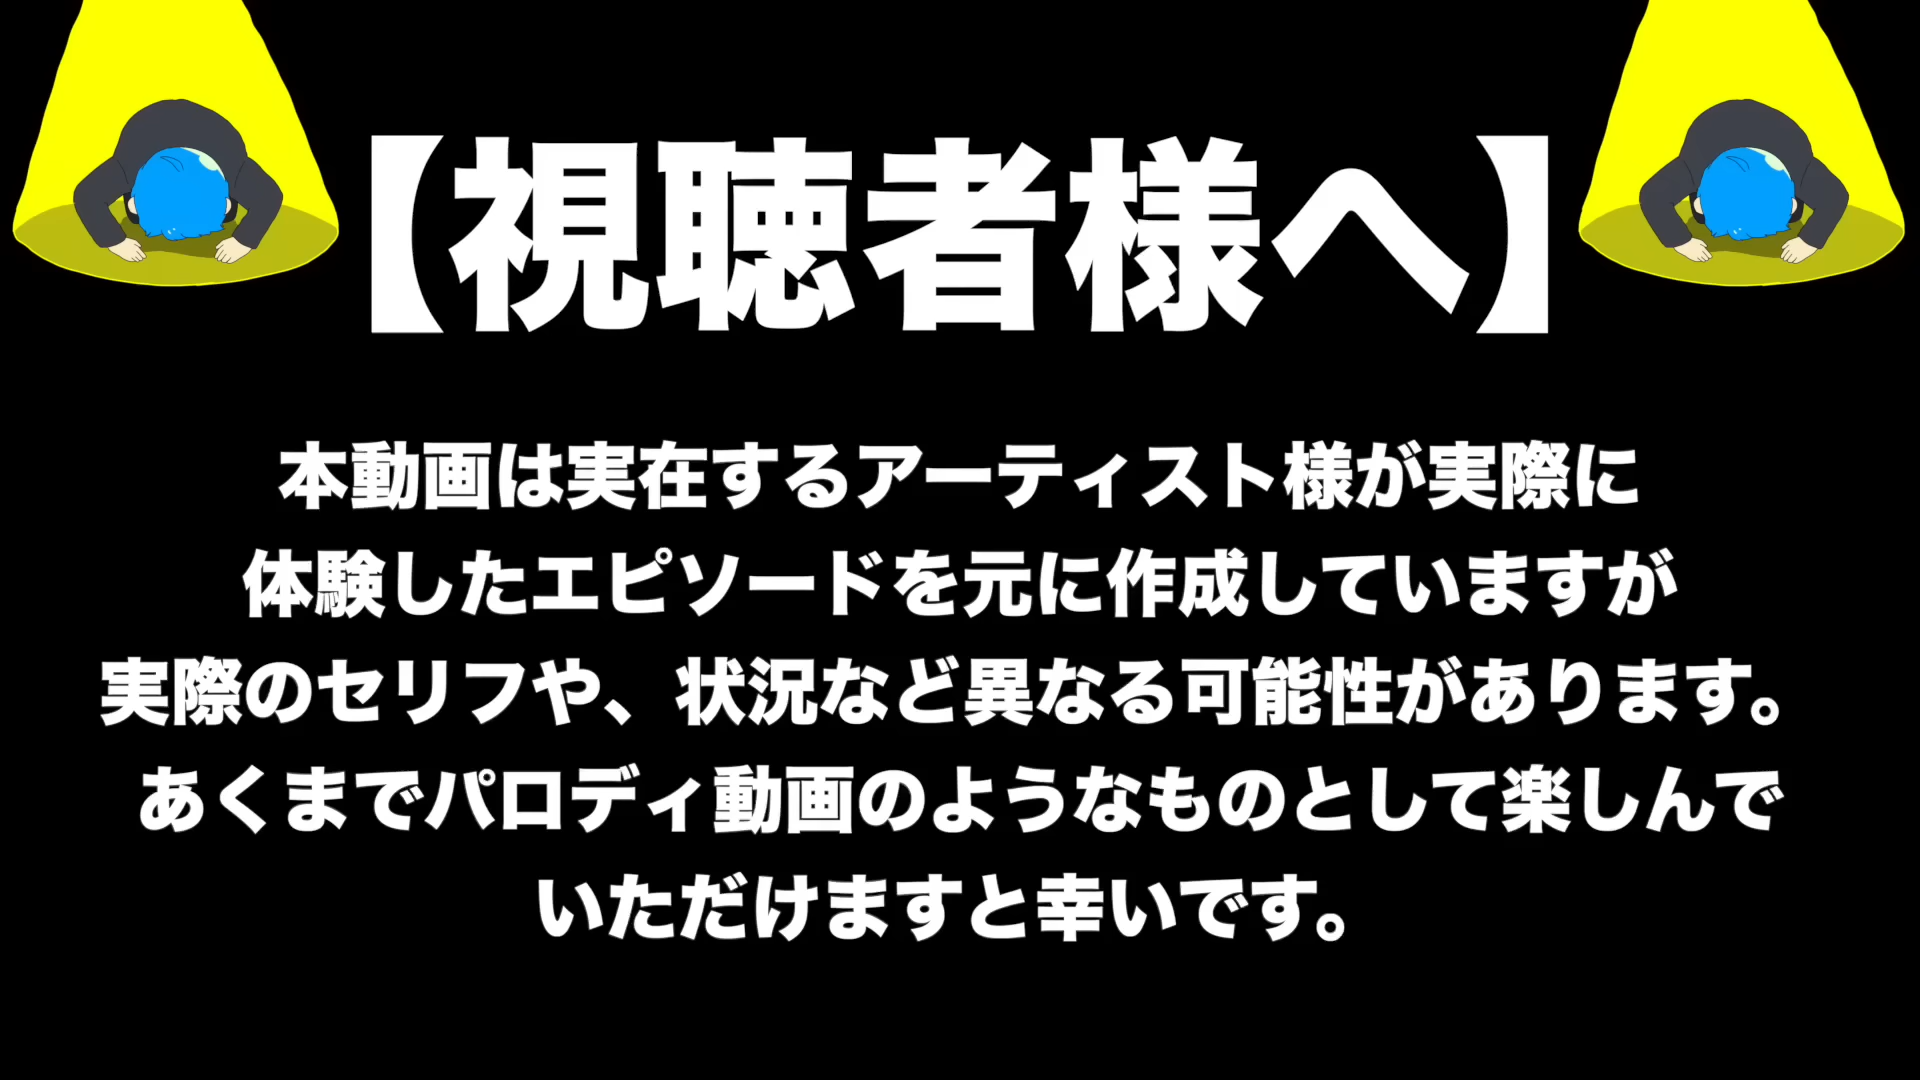 【視聴者様へ】
本動画は実在するアーティスト様が実際に
体験したエピソードを元に作成していますが
実際のセリフや、状況など異なる可能性があります。
あくまでパロディ動画のようなものとして楽しんで
いただけますと幸いです。